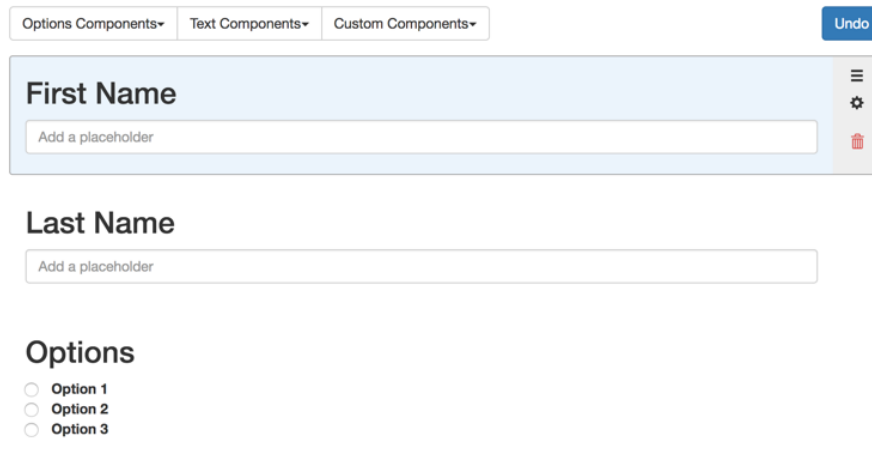 Options Components Text Components Custom Components Undo
First Name
Add a placeholder
Last Name
Add a placeholder
Options
Option 1
Option 2
Option 3